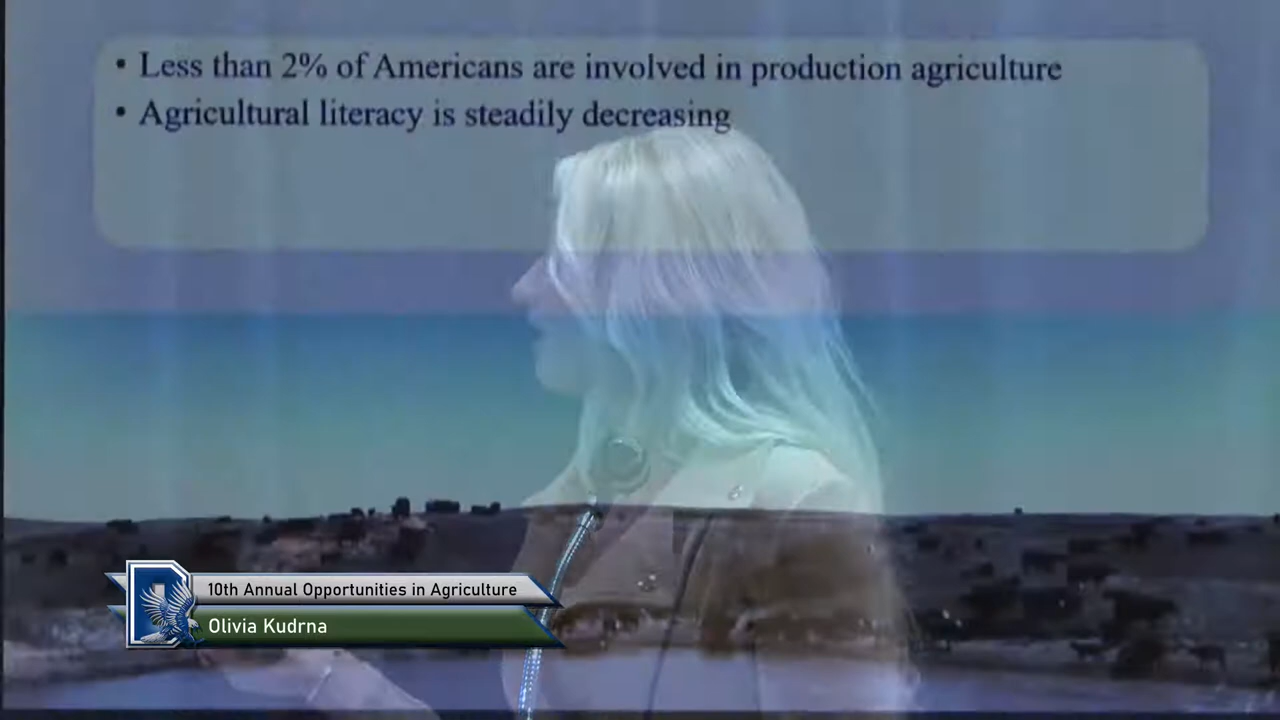 • Less than 2% of Americans are involved in production agriculture
• Agricultural literacy is steadily decreasing
10th Annual Opportunities in Agriculture
Olivia Kudrna